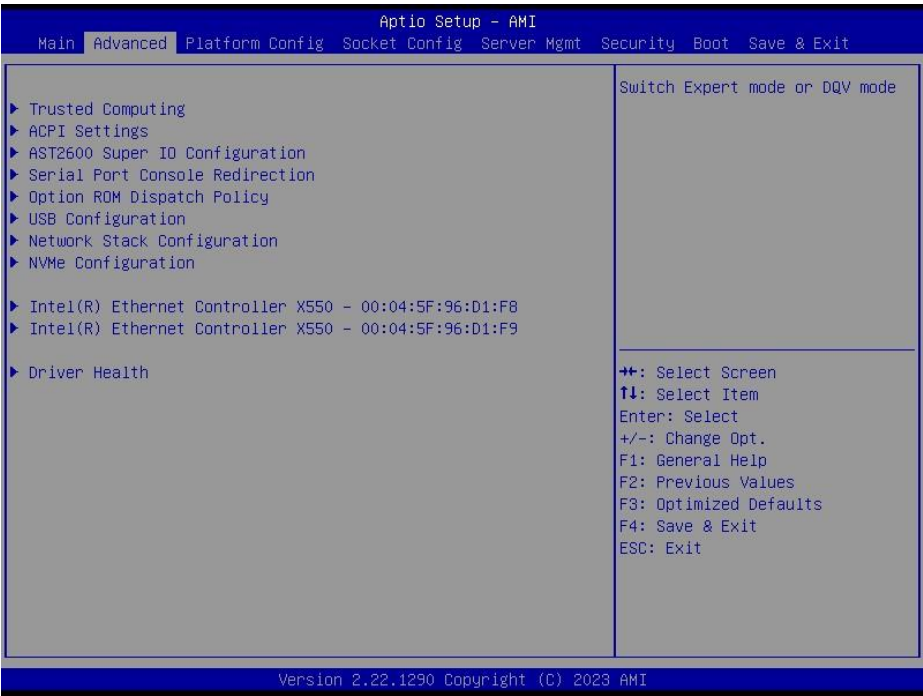 Aptio Setup - AMI
Main Advanced Platform Config Socket Config Server Mgmt Security Boot Save & Exit
Switch Expert mode or DQV mode
▶ Trusted Computing
▶ ACPI Settings
▶ AST2600 Super IO Configuration
▶ Serial Port Console Redirection
▶ Option ROM Dispatch Policy
▶ USB Configuration
▶ Network Stack Configuration
▶ NVMe Configuration
▶ Intel(R) Ethernet Controller X550 - 00:04:5F:96:D1:F8
▶ Intel(R) Ethernet Controller X550 - 00:04:5F:96:D1:F9
▶ Driver Health
→←: Select Screen
↑↓: Select Item
Enter: Select
+/-: Change Opt.
F1: General Help
F2: Previous Values
F3: Optimized Defaults
F4: Save & Exit
ESC: Exit
Version 2.22.1290 Copyright (C) 2023 AMI